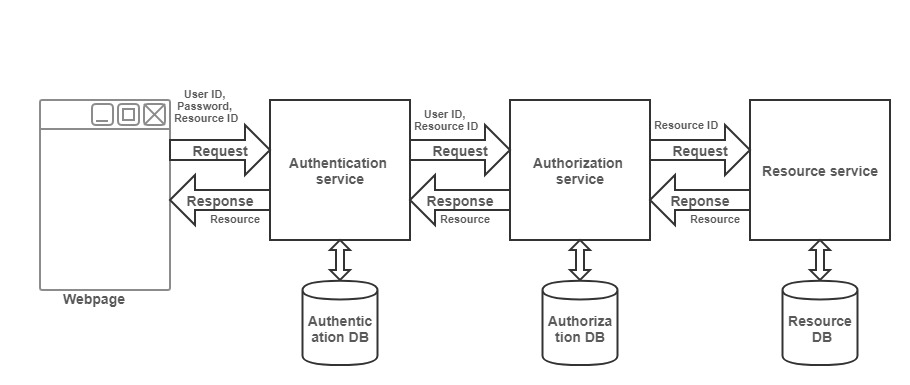 User ID,
Password,
Resource ID
Request
Response
Resource
Webpage
Authentication
service
Authentic
ation DB
User ID,
Resource ID
Request
Response
Resource
Authorization
service
Authoriza
tion DB
Resource ID
Request
Reponse
Resource
Resource service
Resource
DB